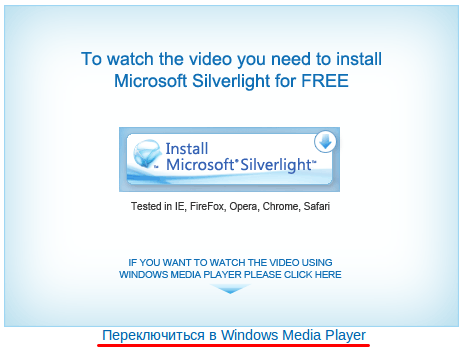 To watch the video you need to install
Microsoft Silverlight for FREE
Install
Microsoft® Silverlight™
Tested in IE, FireFox, Opera, Chrome, Safari
IF YOU WANT TO WATCH THE VIDEO USING
WINDOWS MEDIA PLAYER PLEASE CLICK HERE
Переключиться в Windows Media Player